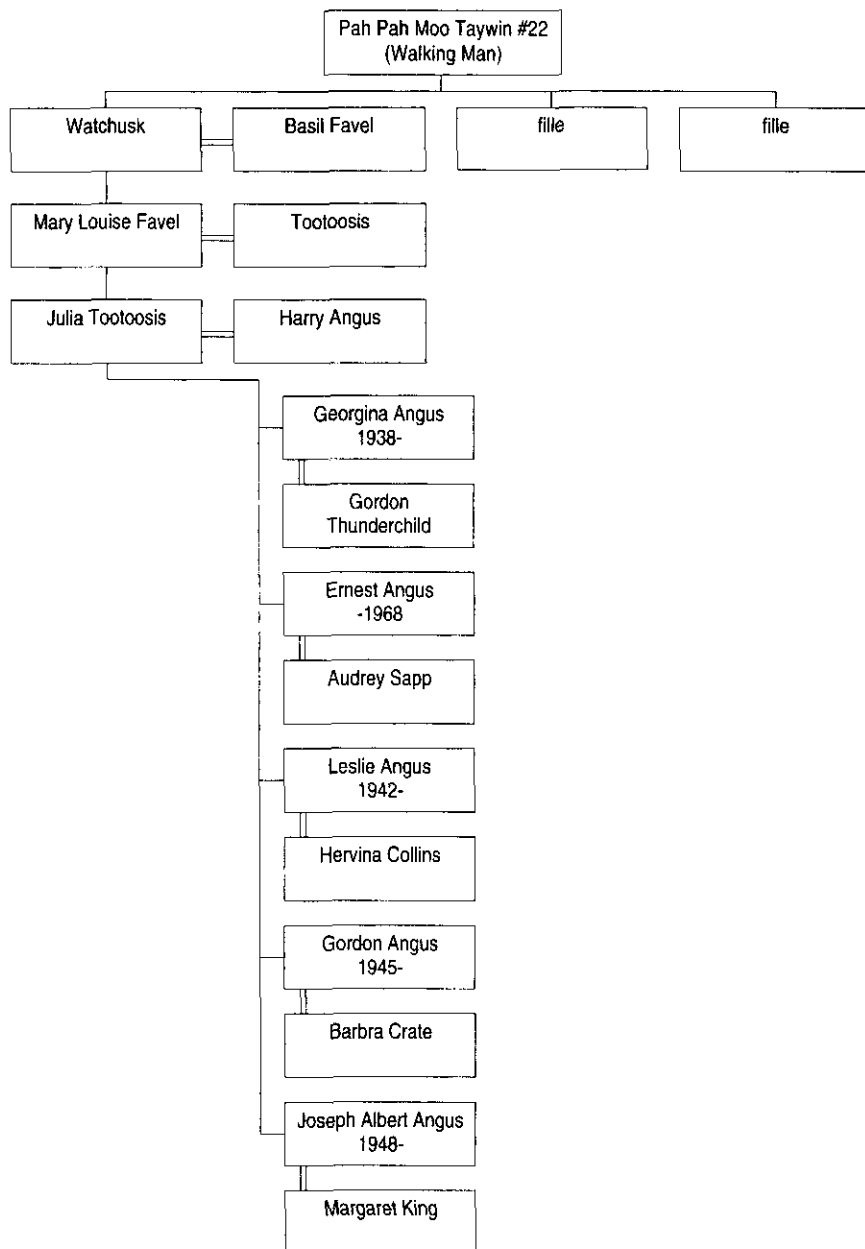 Pah Pah Moo Taywin #22
(Walking Man)
Watchusk
Basil Favel
fille
fille
Mary Louise Favel
Tootoosis
Julia Tootoosis
Harry Angus
Georgina Angus
1938-
Gordon
Thunderchild
Ernest Angus
-1968
Audrey Sapp
Leslie Angus
1942-
Hervina Collins
Gordon Angus
1945-
Barbra Crate
Joseph Albert Angus
1948-
Margaret King